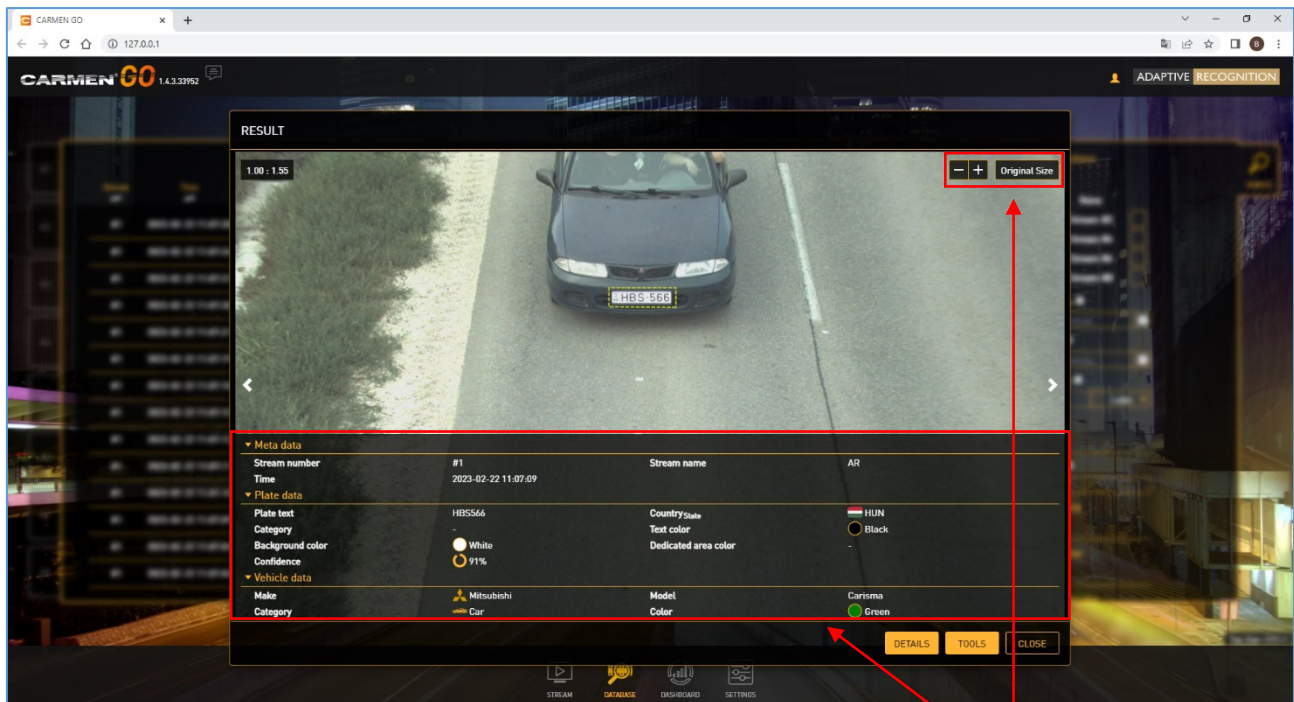 CARMEN GO
127.0.0.1
B
CARMEN GO 1.4.3.33952
ADAPTIVE RECOGNITION
RESULT
1.00 : 1.55
Original Size
HBS-566
Meta data
Stream number #1 Stream name AR
Time 2023-02-22 11:07:09
Plate data
Plate text HBS566 Country State HUN
Category - Text color Black
Background color White Dedicated area color -
Confidence 91%
Vehicle data
Make Mitsubishi Model Carisma
Category Car Color Green
DETAILS TOOLS CLOSE
STREAM DATABASE DASHBOARD SETTINGS